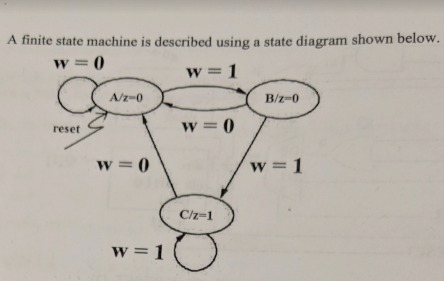 A finite state machine is described using a state diagram shown below.
w = 0
w = 1
A/z=0
B/z=0
reset
w = 0
w = 0
w = 1
C/z=1
w = 1